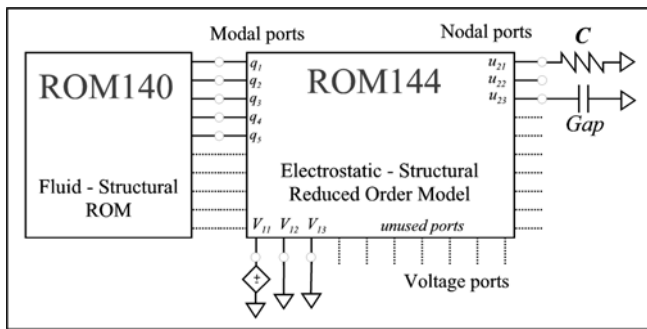 Modal ports
Nodal ports
C
ROM140
ROM144
q1
q2
q3
q4
q5
u21
u22
u23
Gap
Fluid - Structural
ROM
Electrostatic - Structural
Reduced Order Model
V11 V12 V13
unused ports
±
Voltage ports